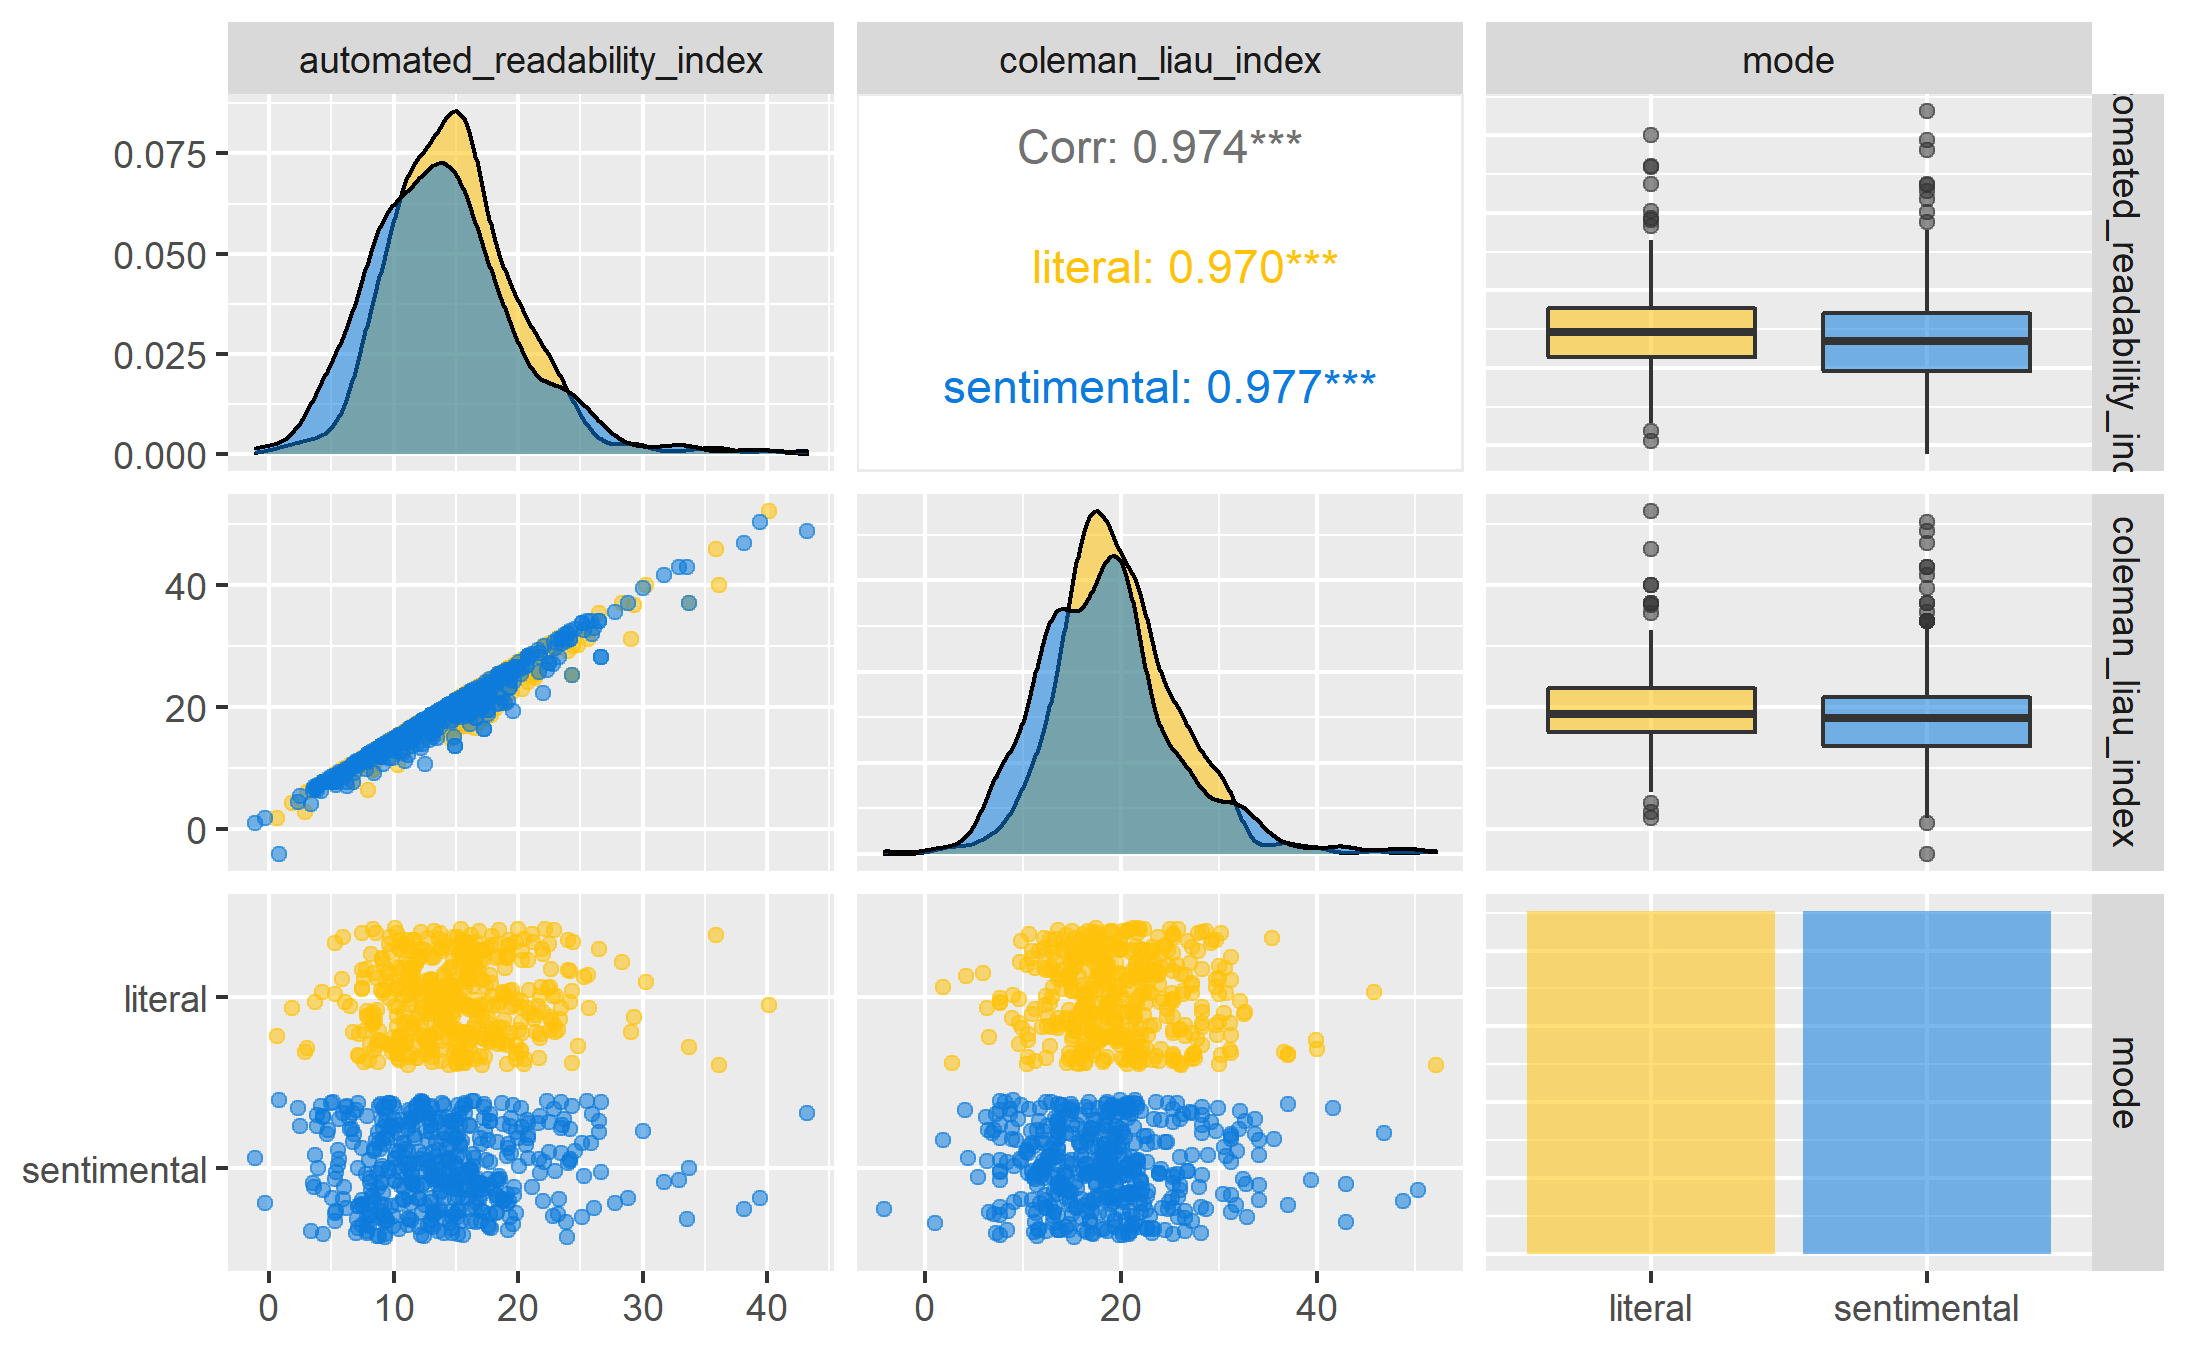 automated_readability_index coleman_liau_index mode
0.075
0.050
0.025
0.000
Corr: 0.974***
literal: 0.970***
sentimental: 0.977***
omated_readability_inc
40
20
0
coleman_liau_index
literal
sentimental
mode
0 10 20 30 40 0 20 40 literal sentimental